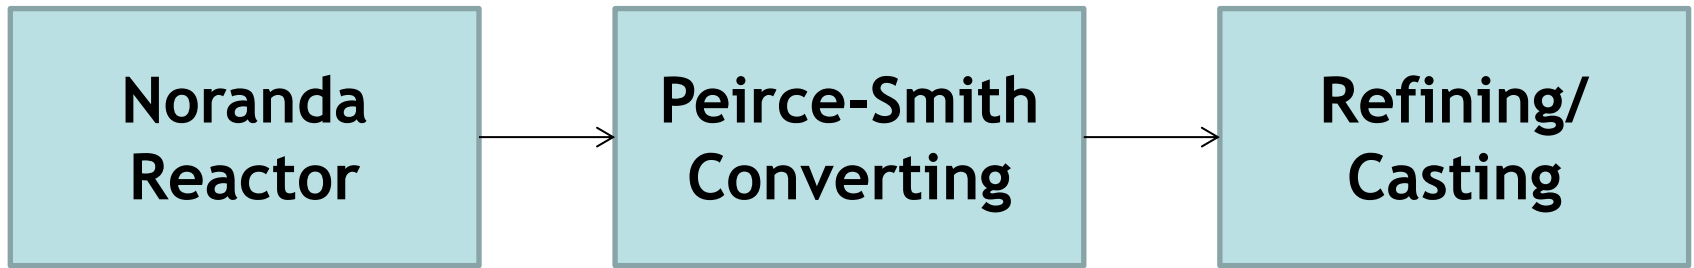 Noranda
Reactor
Peirce-Smith
Converting
Refining/
Casting